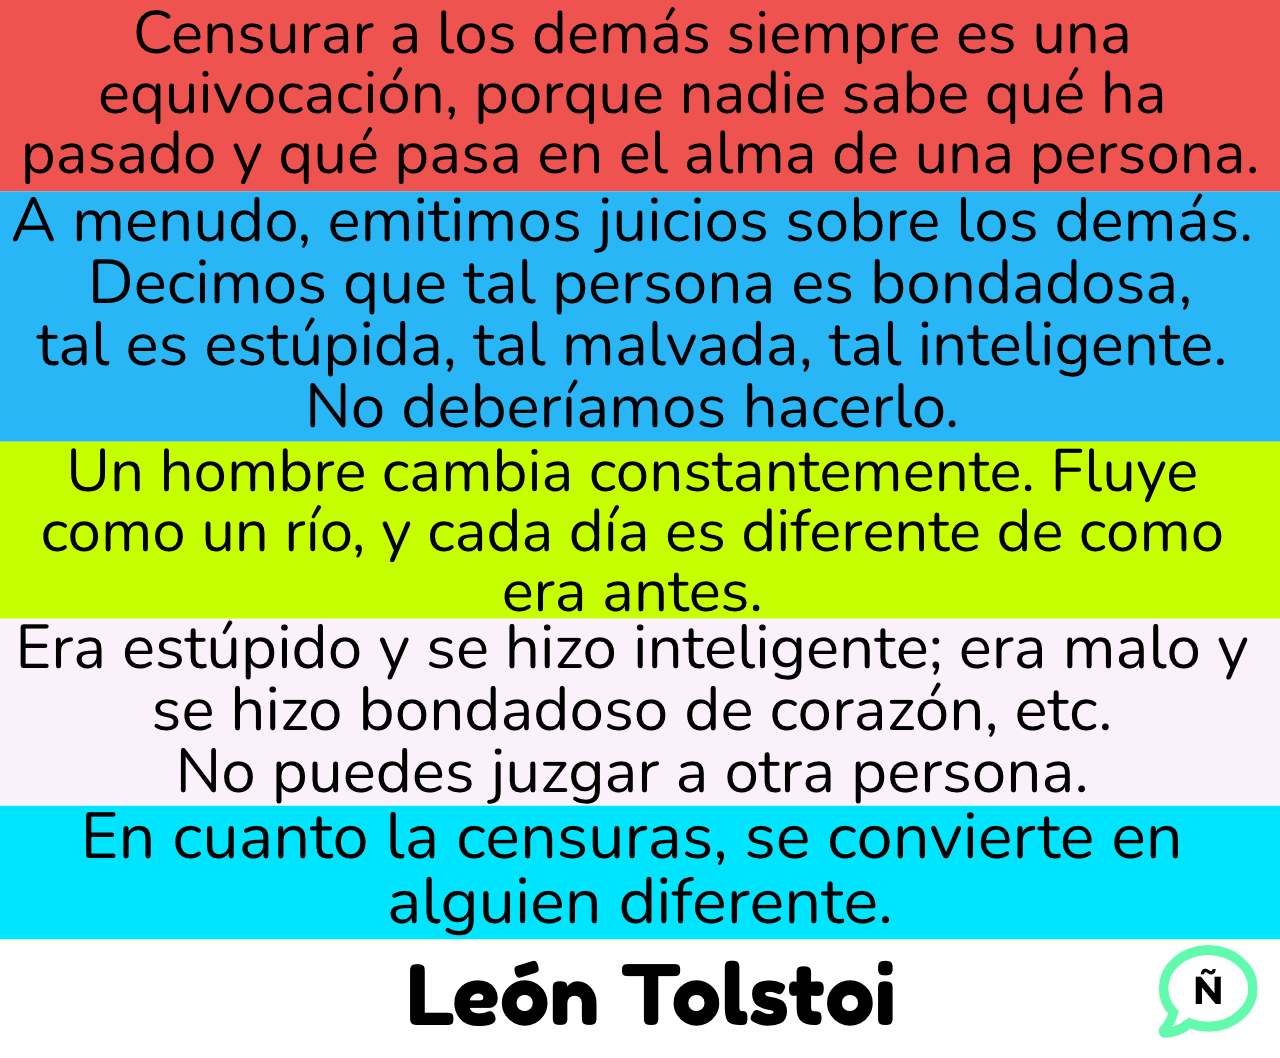 Censurar a los demás siempre es una
equivocación, porque nadie sabe qué ha
pasado y qué pasa en el alma de una persona.
A menudo, emitimos juicios sobre los demás.
Decimos que tal persona es bondadosa,
tal es estúpida, tal malvada, tal inteligente.
No deberíamos hacerlo.
Un hombre cambia constantemente. Fluye
como un río, y cada día es diferente de como
era antes.
Era estúpido y se hizo inteligente; era malo y
se hizo bondadoso de corazón, etc.
No puedes juzgar a otra persona.
En cuanto la censuras, se convierte en
alguien diferente.
León Tolstoi
Ñ